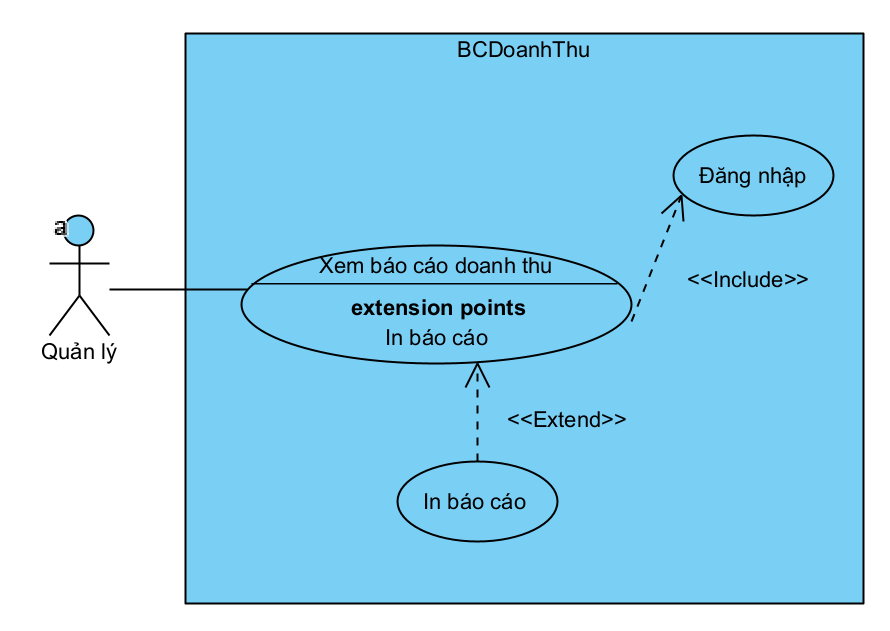 BCDoanhThu
Đăng nhập
a
Xem báo cáo doanh thu
<<Include>>
extension points
In báo cáo
Quản lý
<<Extend>>
In báo cáo